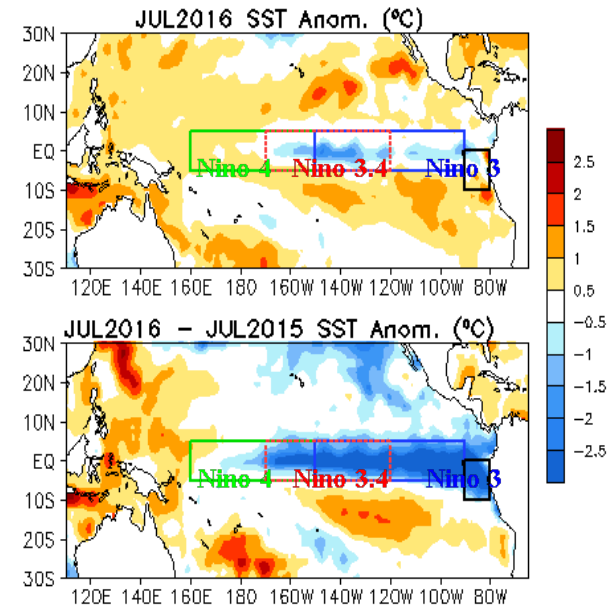 JUL2016 SST Anom. (ºC)
30N
20N
10N
EQ
10S
20S
30S
Nino 4
Nino 3.4
Nino 3
120E 140E 160E 180 160W 140W 120W 100W 80W
JUL2016 - JUL2015 SST Anom. (ºC)
30N
20N
10N
EQ
10S
20S
30S
Nino 4
Nino 3.4
Nino 3
120E 140E 160E 180 160W 140W 120W 100W 80W
2.5
2
1.5
1
0.5
-0.5
-1
-1.5
-2
-2.5